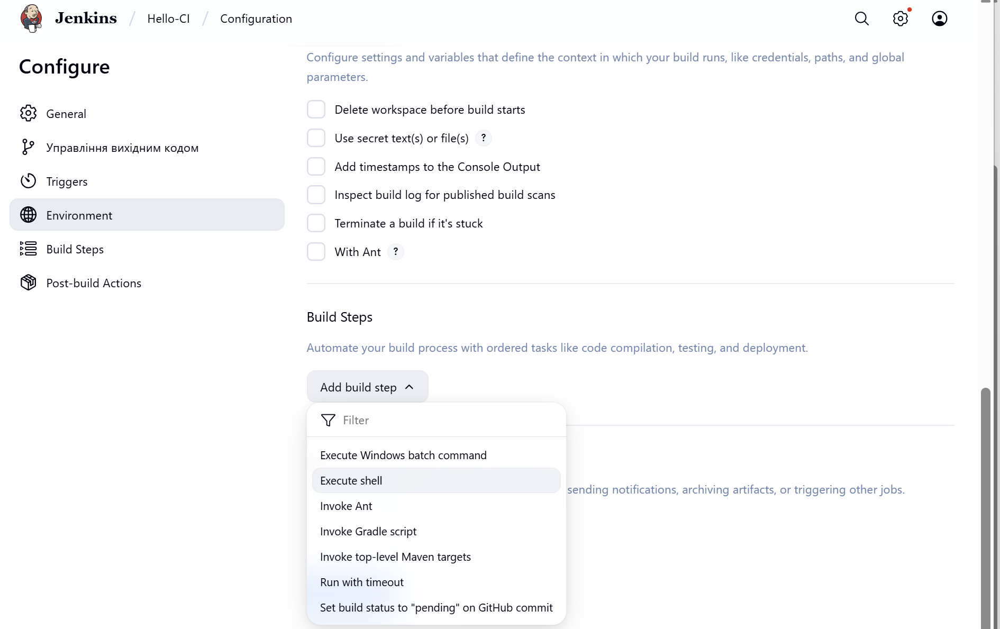 Jenkins / Hello-CI / Configuration
Configure
General
Управління вихідним кодом
Triggers
Environment
Build Steps
Post-build Actions
Configure settings and variables that define the context in which your build runs, like credentials, paths, and global
parameters.
Delete workspace before build starts
Use secret text(s) or file(s) ?
Add timestamps to the Console Output
Inspect build log for published build scans
Terminate a build if it's stuck
With Ant ?
Build Steps
Automate your build process with ordered tasks like code compilation, testing, and deployment.
Add build step
Filter
Execute Windows batch command
Execute shell
Invoke Ant
Invoke Gradle script
Invoke top-level Maven targets
Run with timeout
Set build status to "pending" on GitHub commit
sending notifications, archiving artifacts, or triggering other jobs.